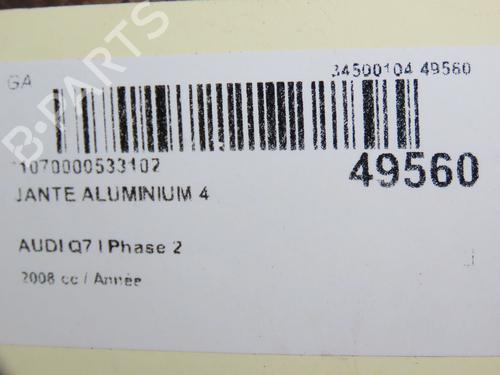 GA
34500104 49560
1070000533102
49560
JANTE ALUMINIUM 4
AUDI Q7 I Phase 2
2008 cc / Année
B-PARTS